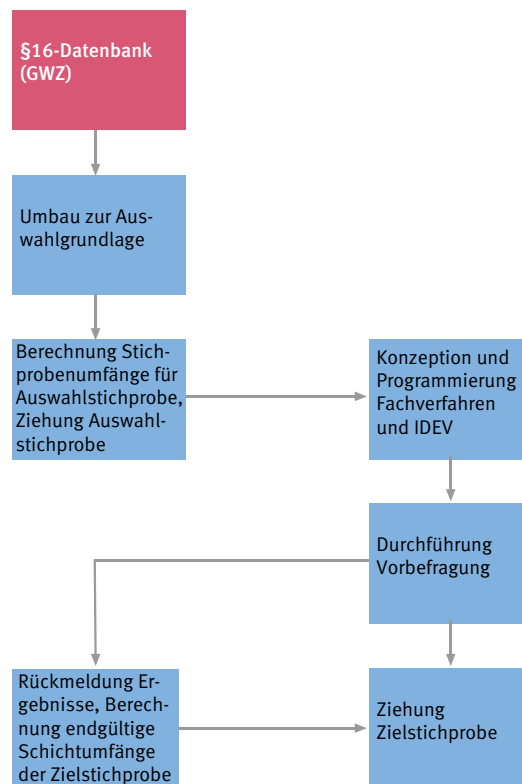 §16-Datenbank
(GWZ)
Umbau zur Aus-
wahlgrundlage
Berechnung Stich-
probenumfänge für
Auswahlstichprobe,
Ziehung Auswahl-
stichprobe
Konzeption und
Programmierung
Fachverfahren
und IDEV
Durchführung
Vorbefragung
Rückmeldung Er-
gebnisse, Berech-
nung endgültige
Schichtumfänge
der Zielstichprobe
Ziehung
Zielstichprobe